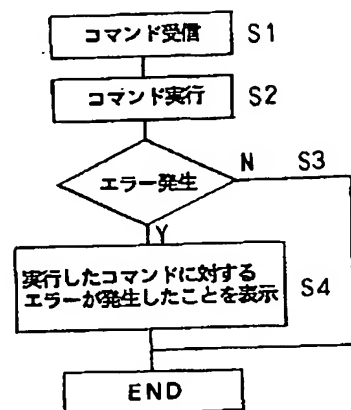 コマンド受信 S1
コマンド実行 S2
エラー発生 N S3
Y
実行したコマンドに対する
エラーが発生したことを表示 S4
END